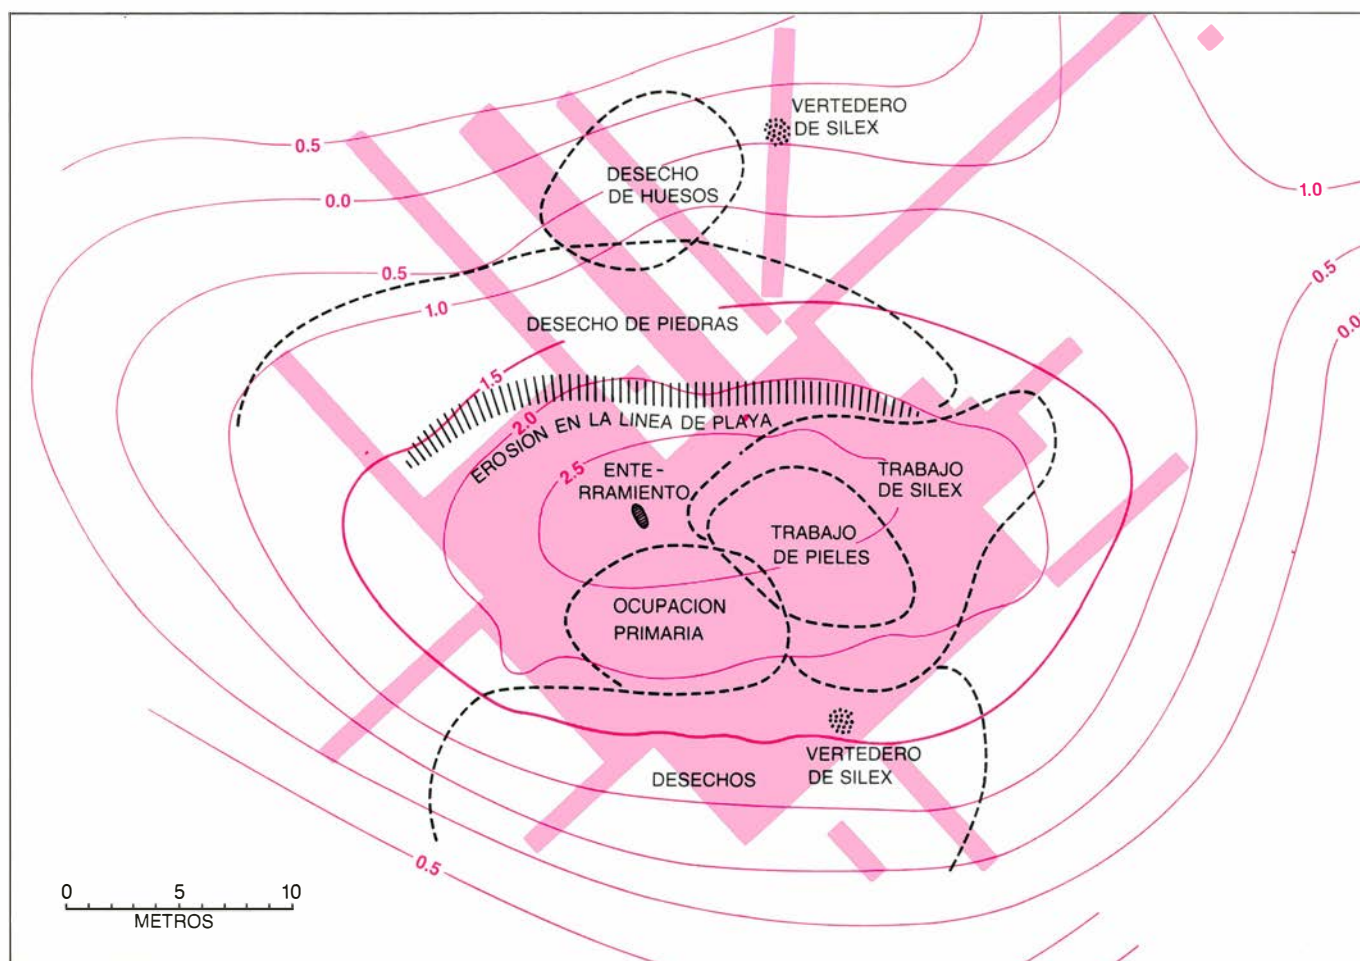 VERTEDERO
DE SILEX
0.5
DESECHO
DE HUESOS
0.0
1.0
0.5
0.5
1.0
0.0
DESECHO DE PIEDRAS
1.5
2.0
EROSION EN LA LINEA DE PLAYA
2.5
ENTE-
RRAMIENTO
TRABAJO
DE SILEX
TRABAJO
DE PIELES
OCUPACION
PRIMARIA
VERTEDERO
DE SILEX
DESECHOS
0.5
0 5 10
METROS